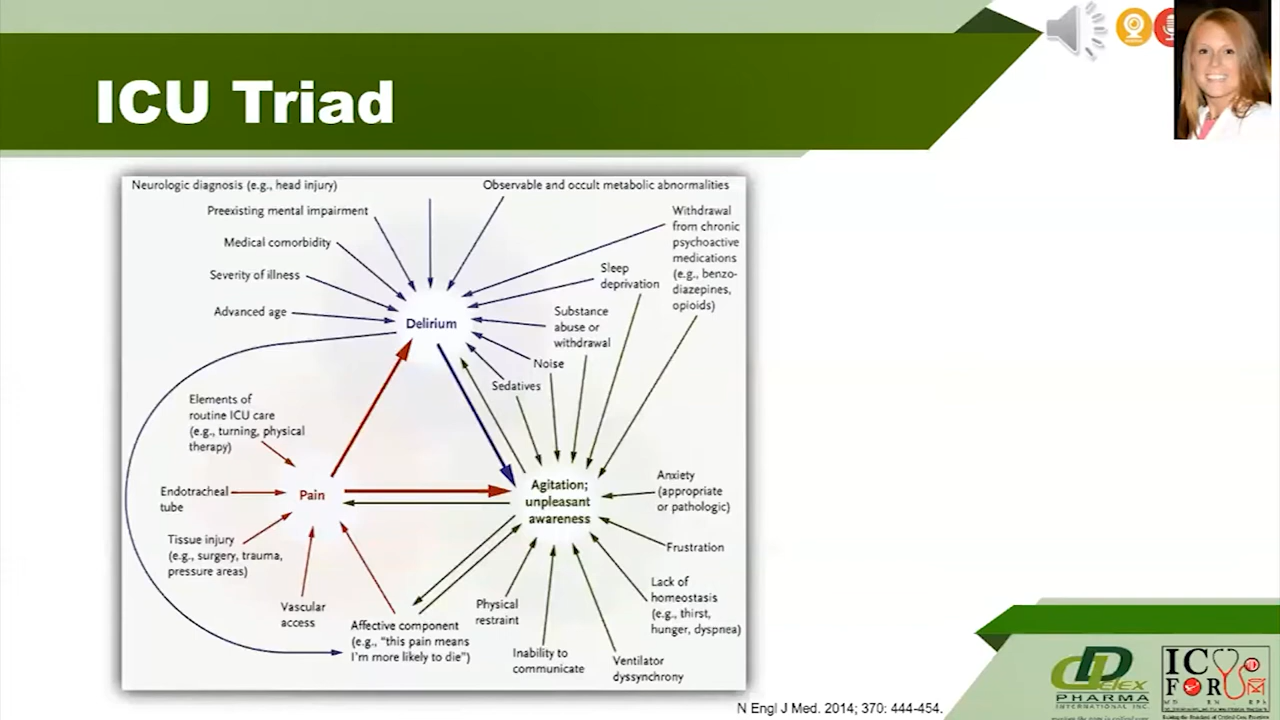 ICU Triad
Neurologic diagnosis (e.g., head injury)
Observable and occult metabolic abnormalities
Preexisting mental impairment
Withdrawal
from chronic
psychoactive
medications
(e.g., benzo-
diazepines,
opioids)
Medical comorbidity
Severity of illness
Sleep
deprivation
Advanced age
Delirium
Substance
abuse or
withdrawal
Noise
Sedatives
Elements of
routine ICU care
(e.g., turning, physical
therapy)
Endotracheal
tube
Pain
Agitation;
unpleasant
awareness
Anxiety
(appropriate
or pathologic)
Tissue injury
(e.g., surgery, trauma,
pressure areas)
Frustration
Vascular
access
Affective component
(e.g., "this pain means
I'm more likely to die")
Physical
restraint
Lack of
homeostasis
(e.g., thirst,
hunger, dyspnea)
Inability to
communicate
Ventilator
dyssynchrony
N Engl J Med. 2014; 370: 444-454.
Delex
PHARMA
INTERNATIONAL INC.
IC
FOR